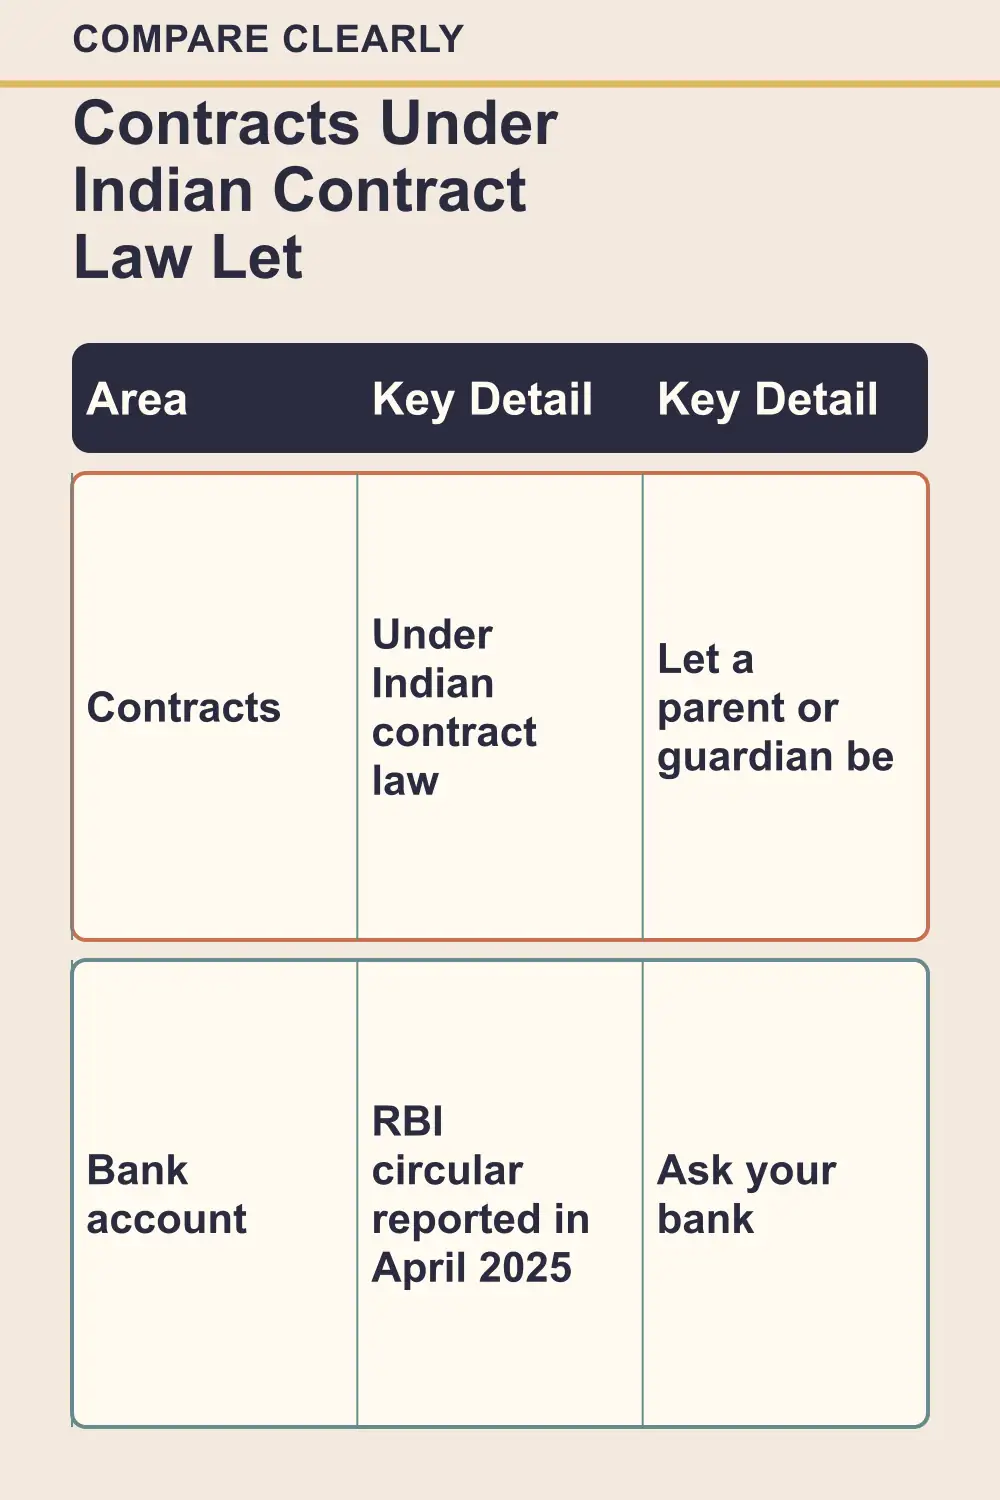 COMPARE CLEARLY
Contracts Under
Indian Contract
Law Let
Area
Key Detail
Key Detail
Contracts
Under
Indian
contract
law
Let a
parent or
guardian be
Bank
account
RBI
circular
reported in
April 2025
Ask your
bank